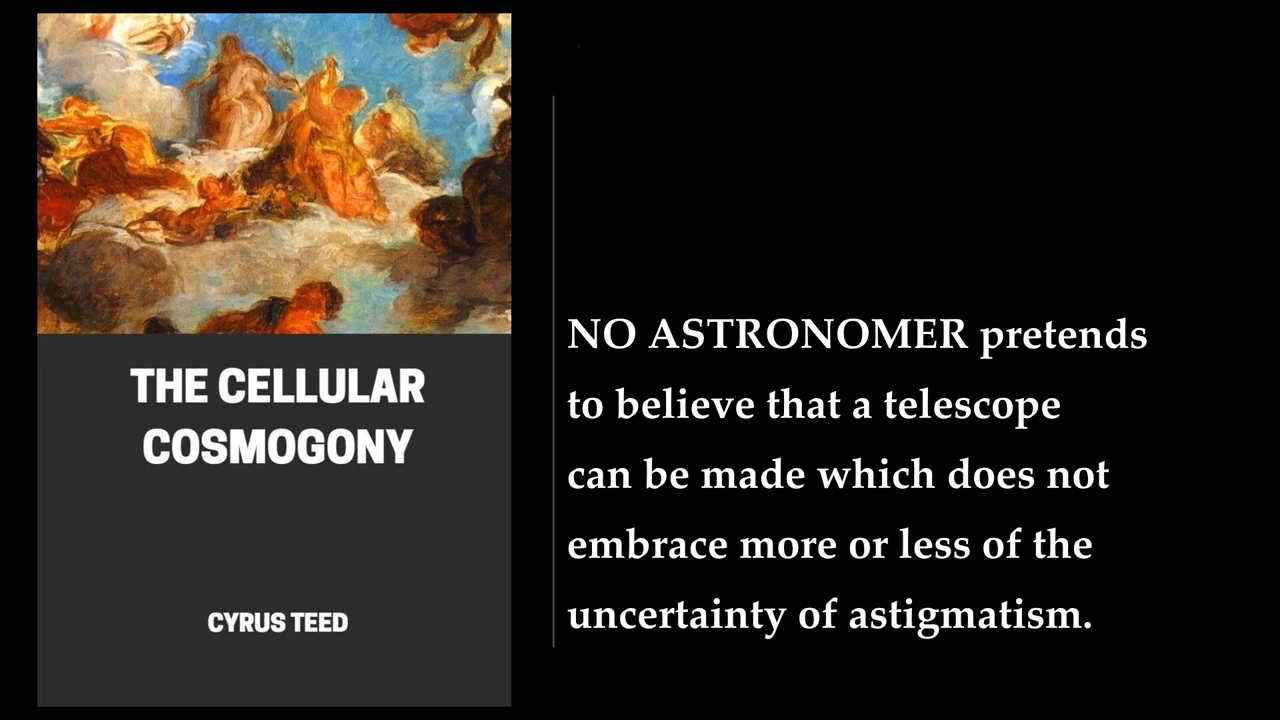 THE CELLULAR
COSMOGONY
CYRUS TEED
NO ASTRONOMER pretends
to believe that a telescope
can be made which does not
embrace more or less of the
uncertainty of astigmatism.